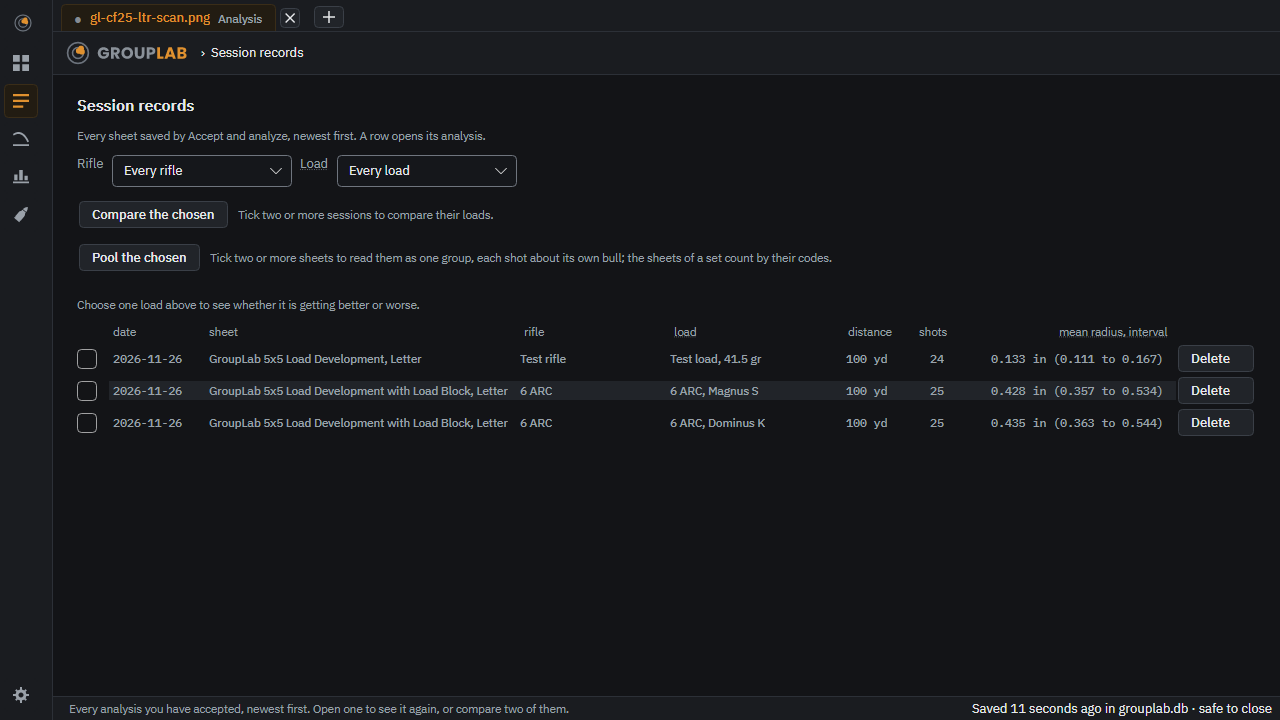 gl-cf25-ltr-scan.png Analysis
GROUPLAB › Session records
Session records
Every sheet saved by Accept and analyze, newest first. A row opens its analysis.
Rifle Every rifle Load Every load
Compare the chosen Tick two or more sessions to compare their loads.
Pool the chosen Tick two or more sheets to read them as one group, each shot about its own bull; the sheets of a set count by their codes.
Choose one load above to see whether it is getting better or worse.
date sheet rifle load distance shots mean radius, interval
2026-11-26 GroupLab 5x5 Load Development, Letter Test rifle Test load, 41.5 gr 100 yd 24 0.133 in (0.111 to 0.167) Delete
2026-11-26 GroupLab 5x5 Load Development with Load Block, Letter 6 ARC 6 ARC, Magnus S 100 yd 25 0.428 in (0.357 to 0.534) Delete
2026-11-26 GroupLab 5x5 Load Development with Load Block, Letter 6 ARC 6 ARC, Dominus K 100 yd 25 0.435 in (0.363 to 0.544) Delete
Every analysis you have accepted, newest first. Open one to see it again, or compare two of them. Saved 11 seconds ago in grouplab.db · safe to close